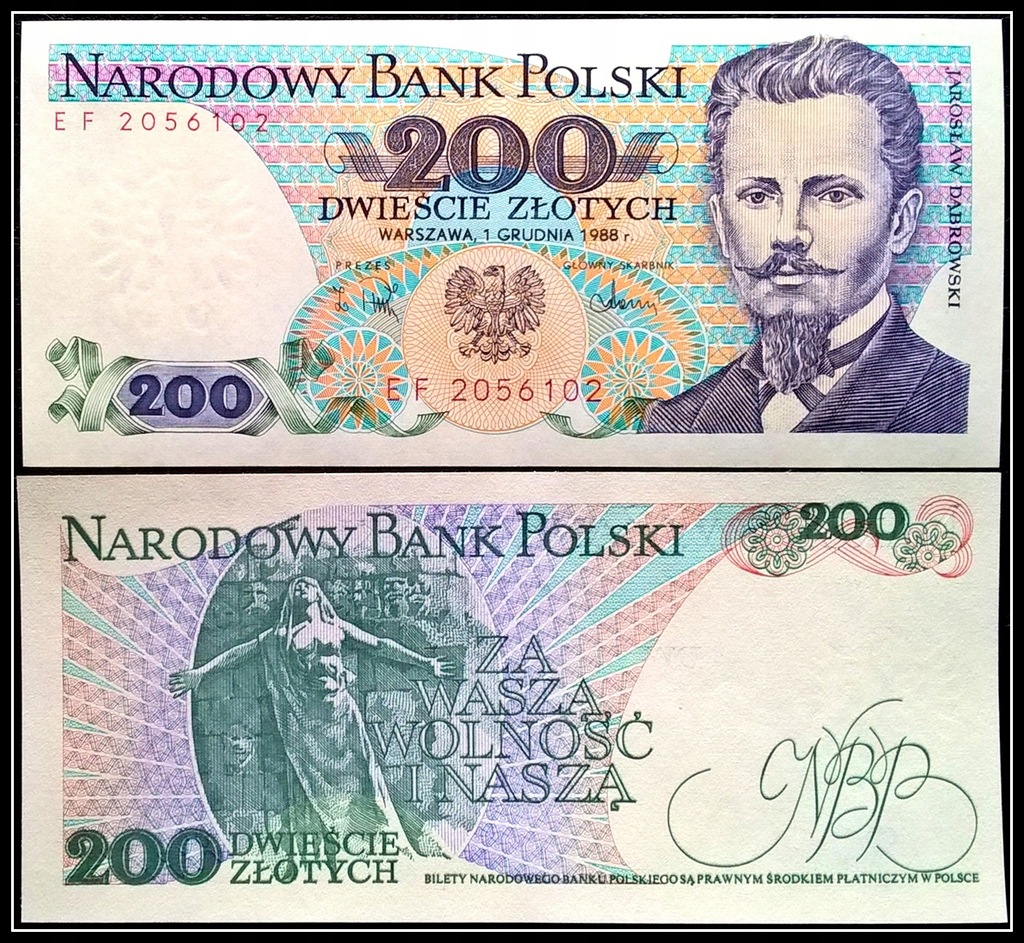 NARODOWY BANK POLSKI
EF 2056102
200
DWIEŚCIE ZŁOTYCH
WARSZAWA, 1 GRUDNIA 1988 r.
PREZES GŁÓWNY SKARBNIK
JAROSŁAW DĄBROWSKI
200
EF 2056102
NARODOWY BANK POLSKI
200
ZA
WASZĄ
WOLNOŚĆ
I NASZĄ
NBP
200 DWIEŚCIE
ZŁOTYCH
BILETY NARODOWEGO BANKU POLSKIEGO SĄ PRAWNYM ŚRODKIEM PŁATNICZYM W POLSCE